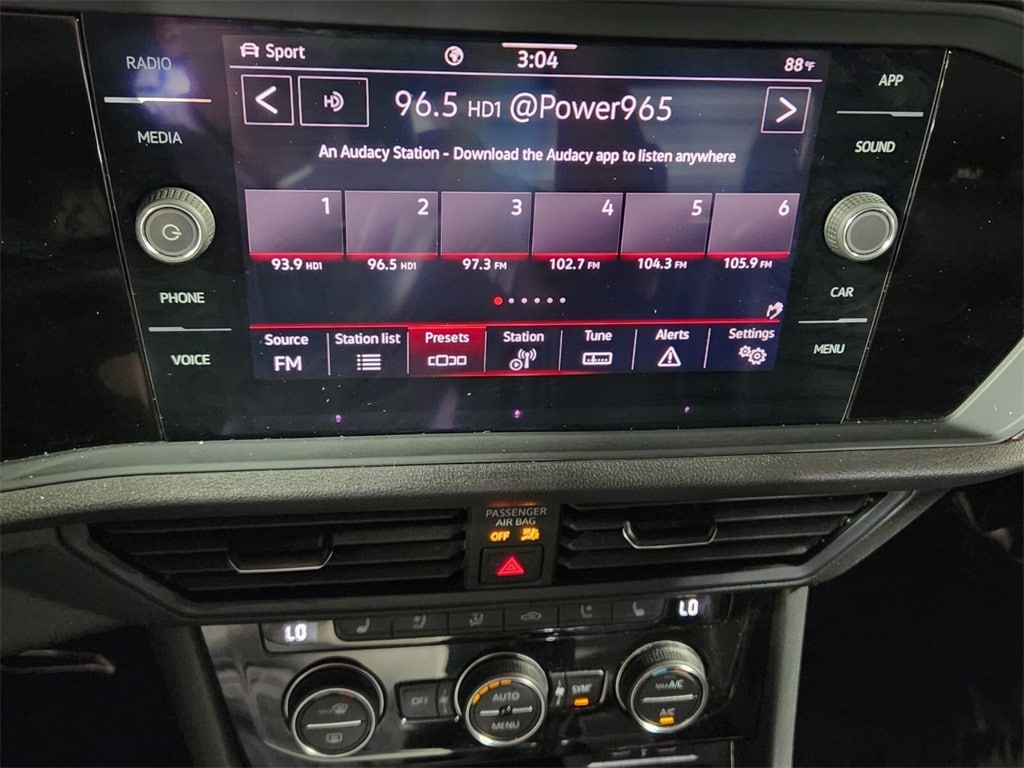 RADIO
MEDIA
PHONE
VOICE
Sport
3:04
88°F
HD
96.5 HD1 @Power965
An Audacy Station - Download the Audacy app to listen anywhere
1 2 3 4 5 6
93.9 HD1 96.5 HD1 97.3 FM 102.7 FM 104.3 FM 105.9 FM
Source Station list Presets Station Tune Alerts Settings
FM
APP
SOUND
CAR
MENU
PASSENGER
AIR BAG
OFF
LO LO
OFF AUTO SYNC MAX A/C
MENU A/C